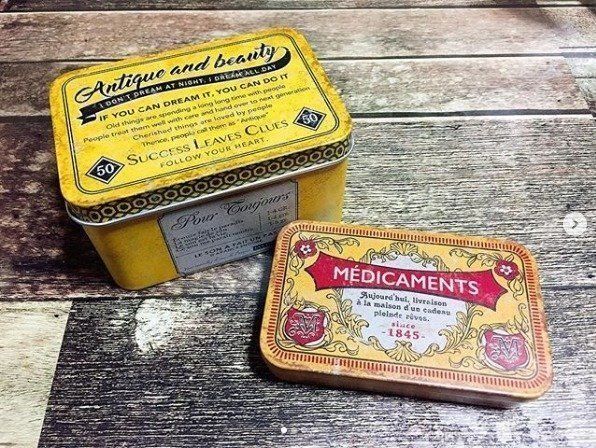 Antique and beauty
I DON'T DREAM AT NIGHT, I DREAM ALL DAY
IF YOU CAN DREAM IT, YOU CAN DO IT
Old things are spending a long long time with people
People treat them well with care and hand over to next generation
Cherished things are loved by people
Thence, people call them as "Antique"
SUCCESS LEAVES CLUES
FOLLOW YOUR HEART.
50
50
Pour Toujours
MÉDICAMENTS
Aujourd'hui, livraison
à la maison d'un cadeau
pleinde rêves.
since
-1845-
M
M